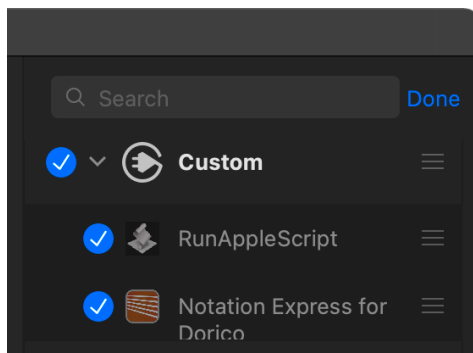 Search
Done
Custom
RunAppleScript
Notation Express for
Dorico